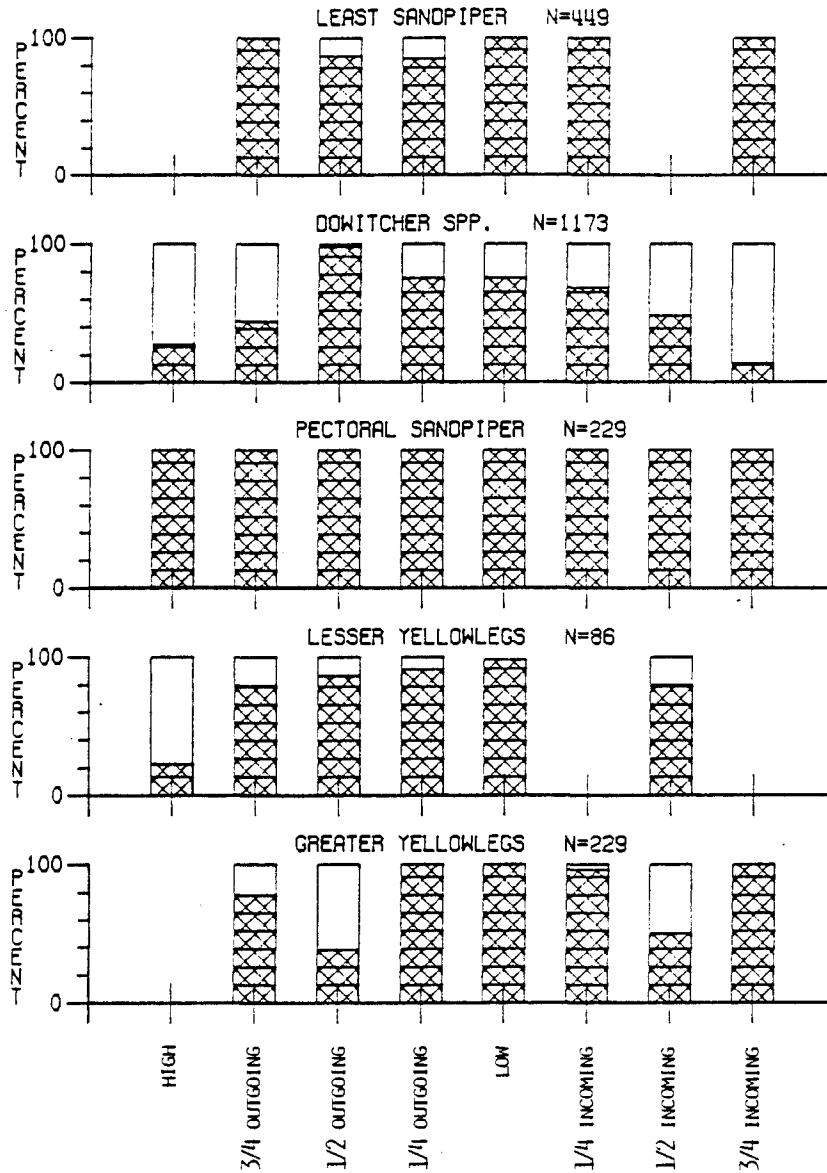 LEAST SANDPIPER N=449
PERCENT
100
0
DOWITCHER SPP. N=1173
PERCENT
100
0
PECTORAL SANDPIPER N=229
PERCENT
100
0
LESSER YELLOWLEGS N=86
PERCENT
100
0
GREATER YELLOWLEGS N=229
PERCENT
100
0
HIGH
3/4 OUTGOING
1/2 OUTGOING
1/4 OUTGOING
LOW
1/4 INCOMING
1/2 INCOMING
3/4 INCOMING